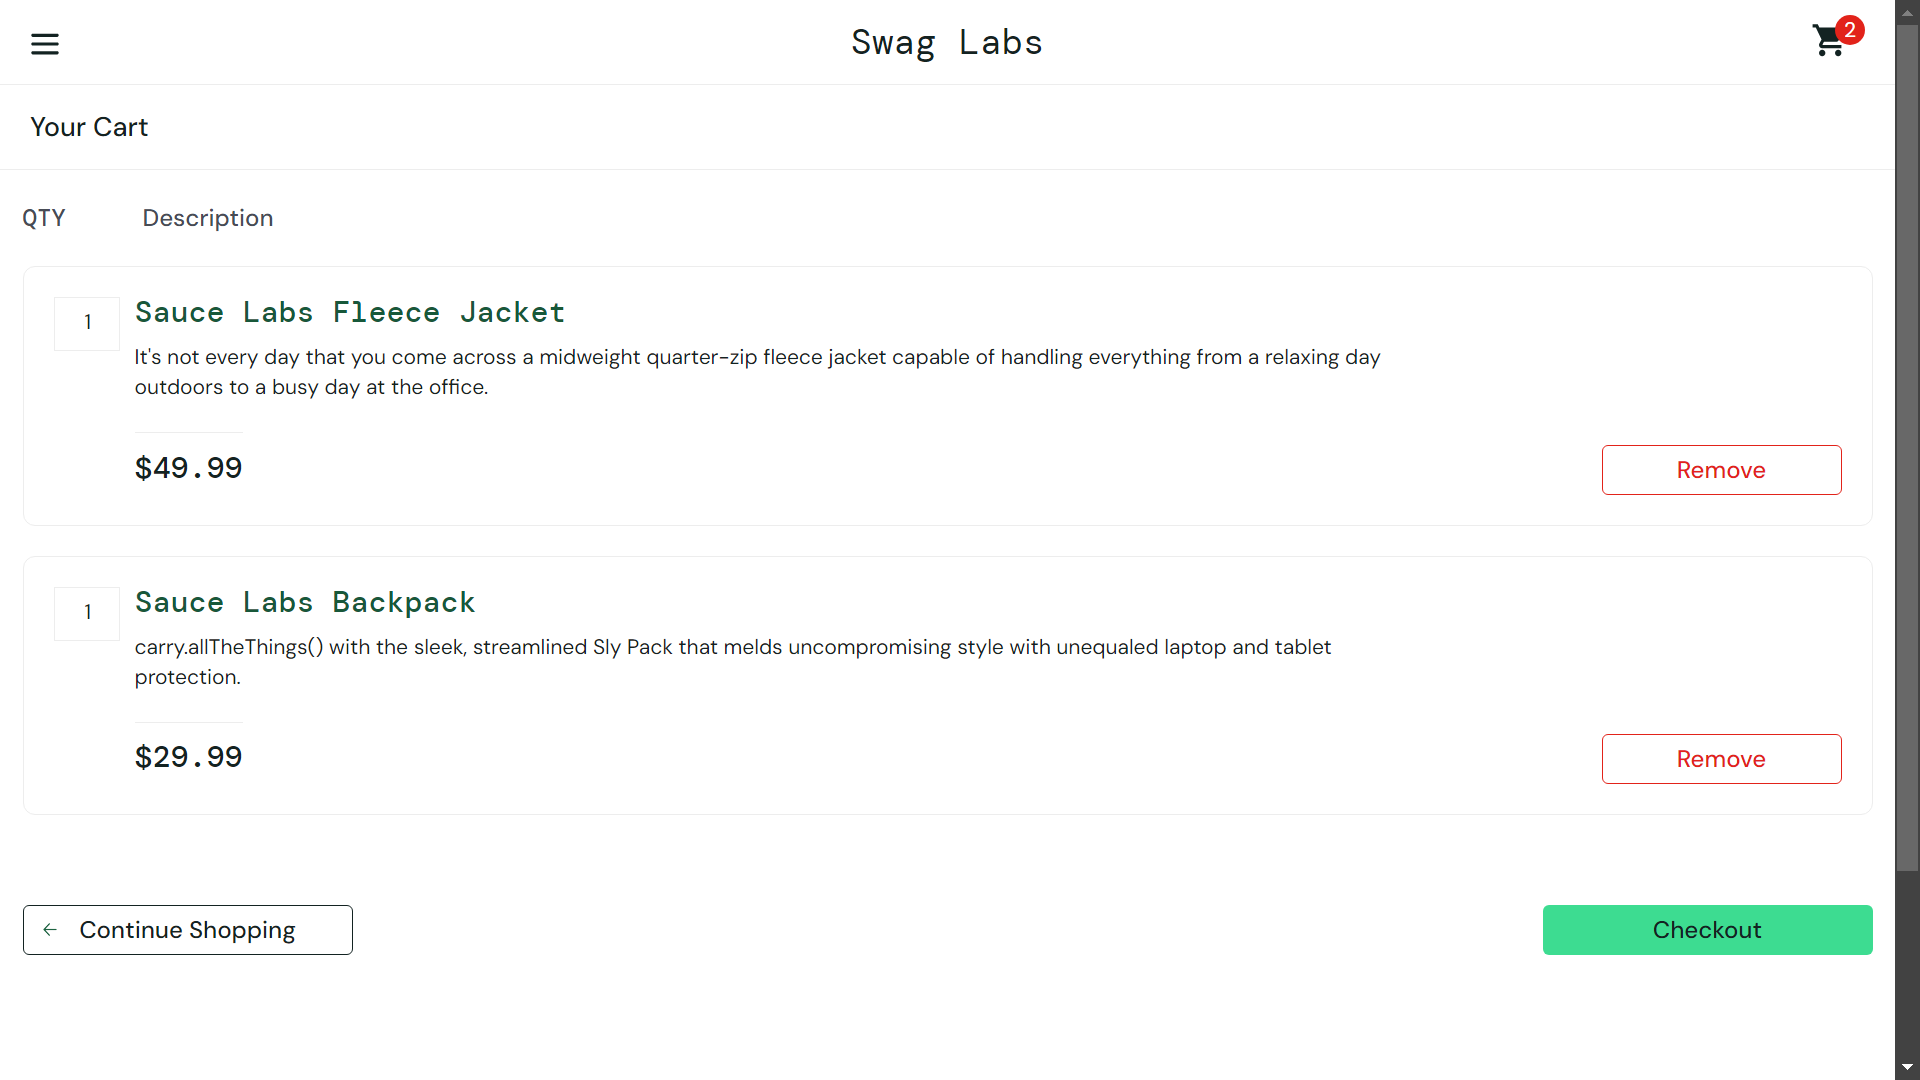 Swag Labs
2
Your Cart
QTY Description
1
Sauce Labs Fleece Jacket
It's not every day that you come across a midweight quarter-zip fleece jacket capable of handling everything from a relaxing day
outdoors to a busy day at the office.
$49.99
Remove
1
Sauce Labs Backpack
carry.allTheThings() with the sleek, streamlined Sly Pack that melds uncompromising style with unequaled laptop and tablet
protection.
$29.99
Remove
Continue Shopping
Checkout